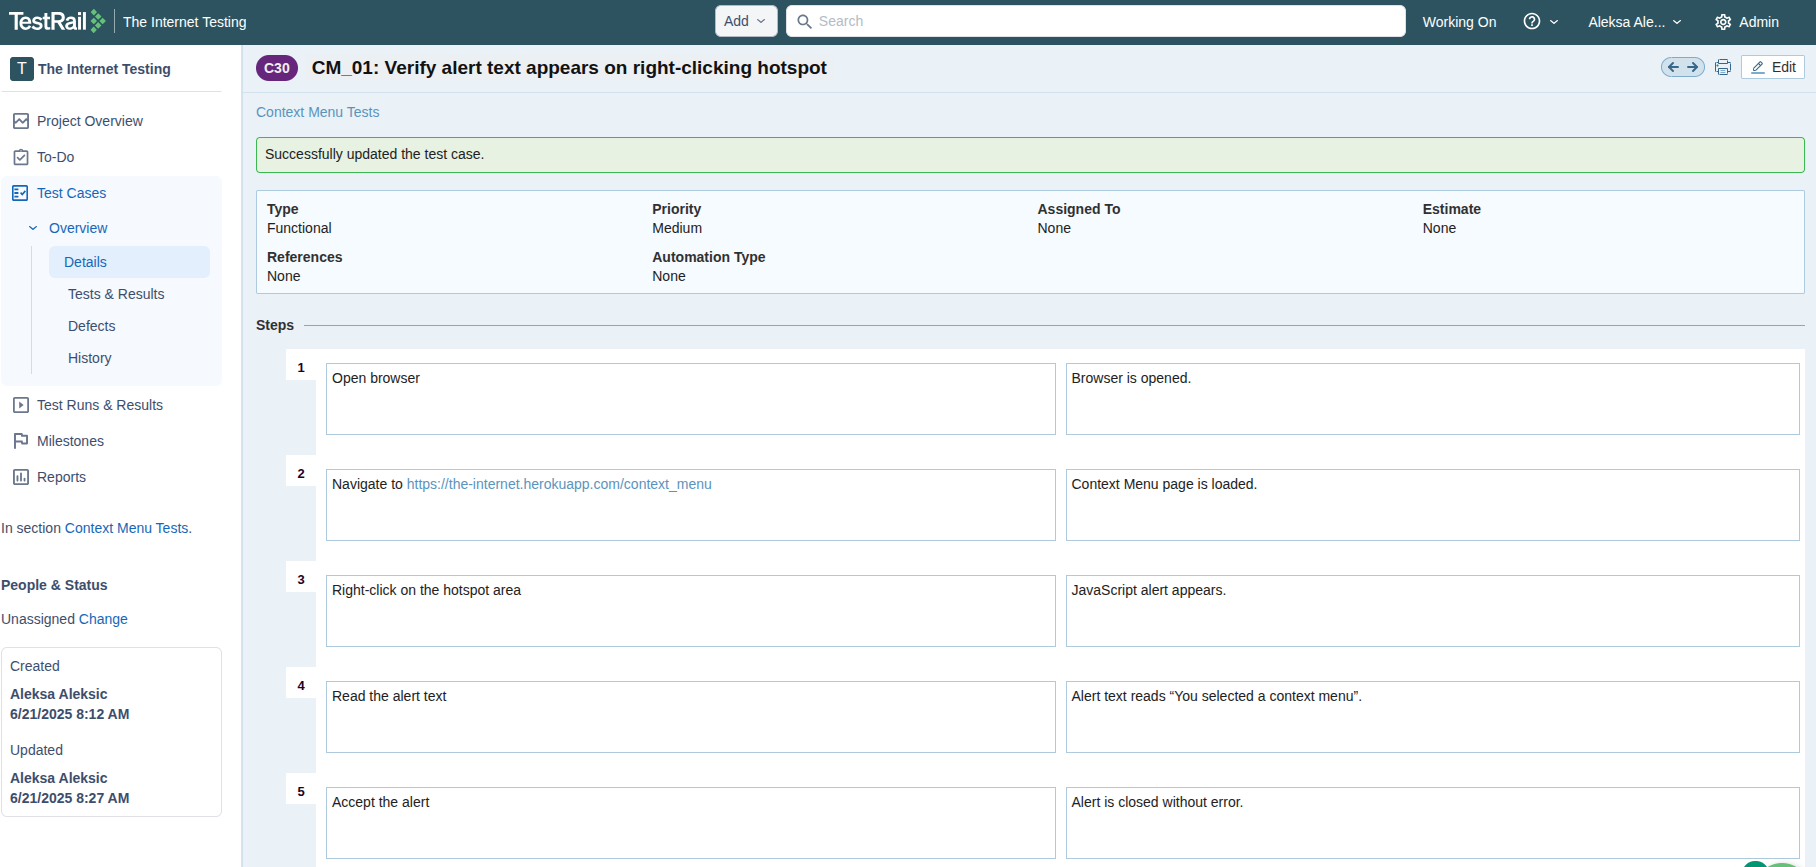 TestRail The Internet Testing Add Search Working On Aleksa Ale... Admin
T The Internet Testing
Project Overview
To-Do
Test Cases
Overview
Details
Tests & Results
Defects
History
Test Runs & Results
Milestones
Reports
In section Context Menu Tests.
People & Status
Unassigned Change
Created
Aleksa Aleksic
6/21/2025 8:12 AM
Updated
Aleksa Aleksic
6/21/2025 8:27 AM
C30 CM_01: Verify alert text appears on right-clicking hotspot Edit
Context Menu Tests
Successfully updated the test case.
Type Priority Assigned To Estimate
Functional Medium None None
References Automation Type
None None
Steps
1 Open browser Browser is opened.
2 Navigate to https://the-internet.herokuapp.com/context_menu Context Menu page is loaded.
3 Right-click on the hotspot area JavaScript alert appears.
4 Read the alert text Alert text reads “You selected a context menu”.
5 Accept the alert Alert is closed without error.